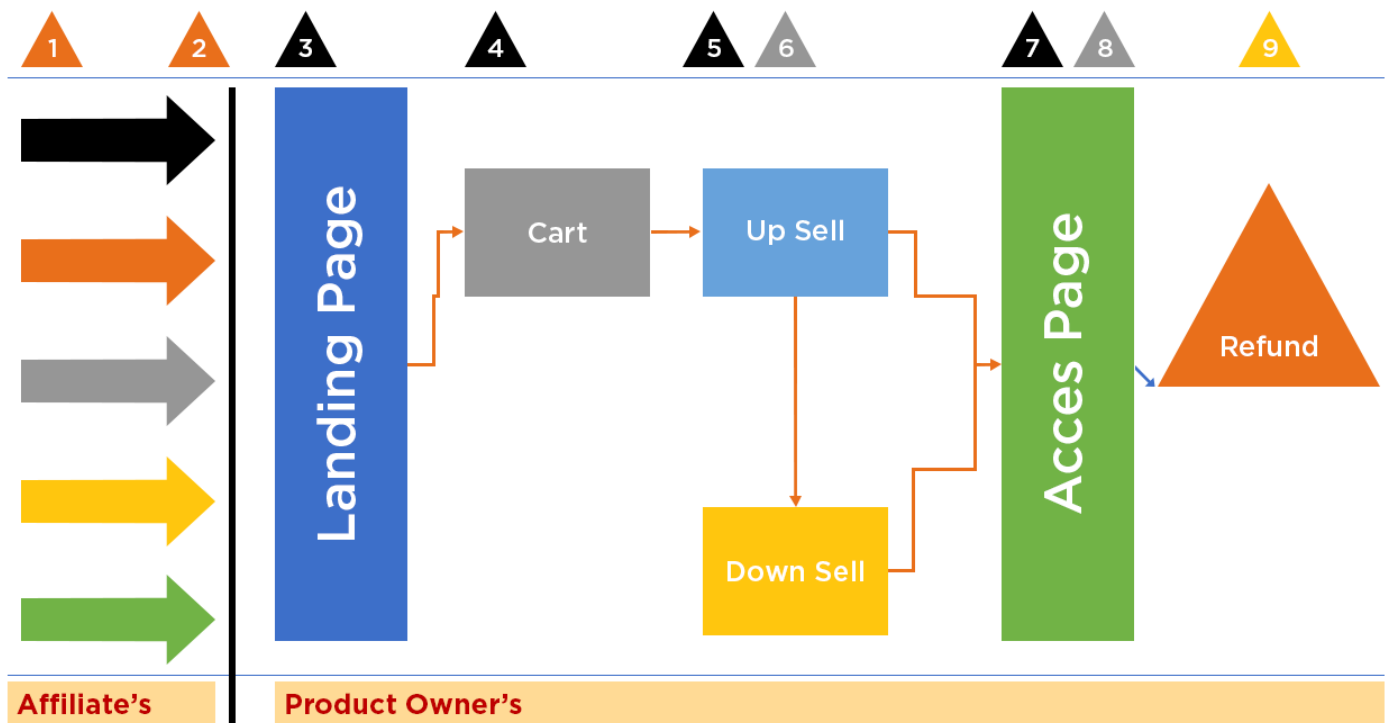 1
2
3
4
5
6
7
8
9
Landing Page
Cart
Up Sell
Down Sell
Acces Page
Refund
Affiliate's
Product Owner's